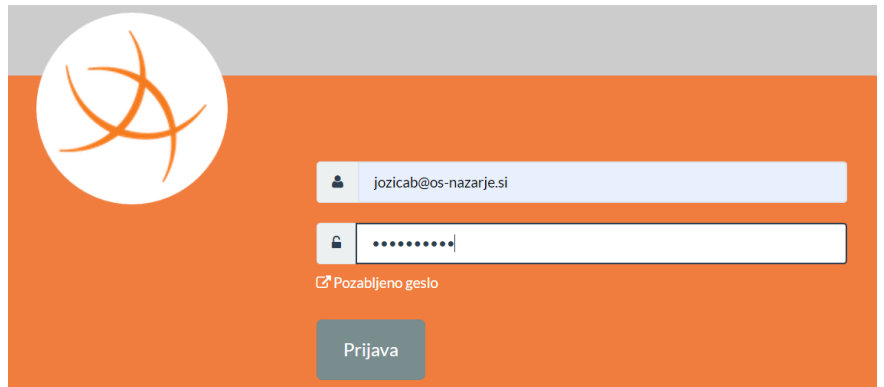 jozicab@os-nazarje.si
••••••••••
Pozabljeno geslo
Prijava